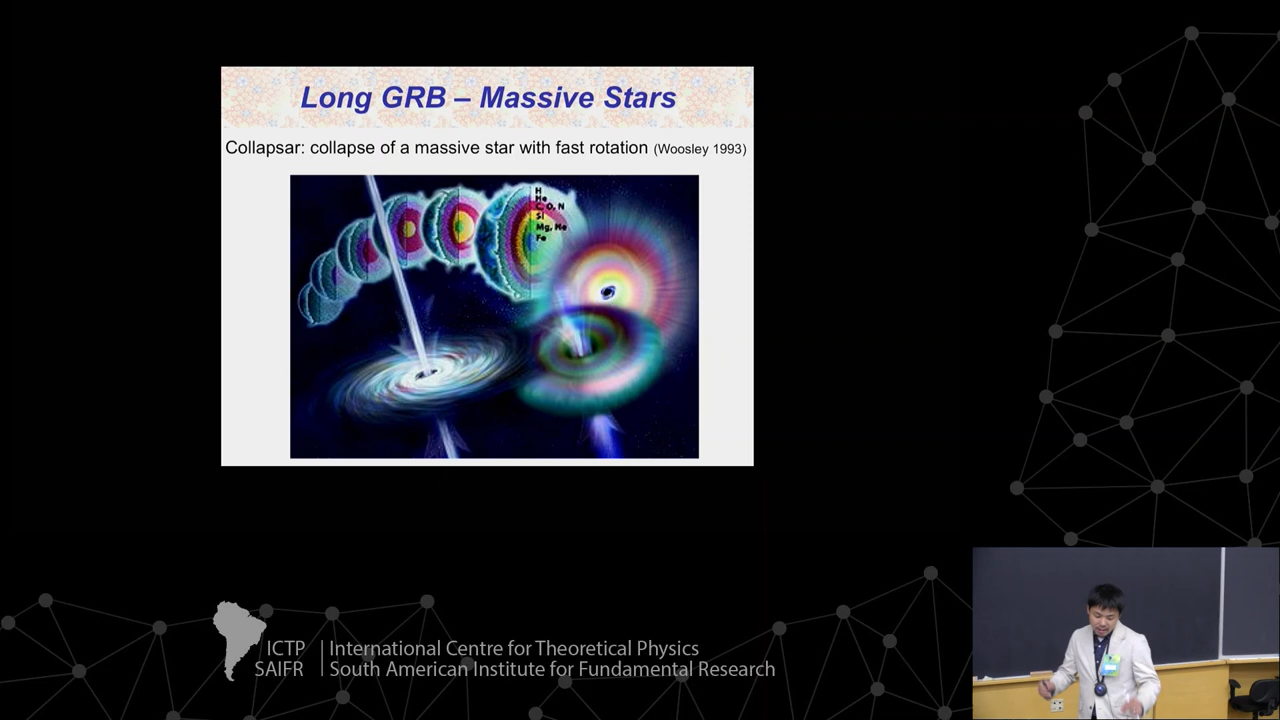 Long GRB – Massive Stars
Collapsar: collapse of a massive star with fast rotation (Woosley 1993)
H
He
C, O, N
Si
Mg, Ne
Fe
ICTP
SAIFR
International Centre for Theoretical Physics
South American Institute for Fundamental Research